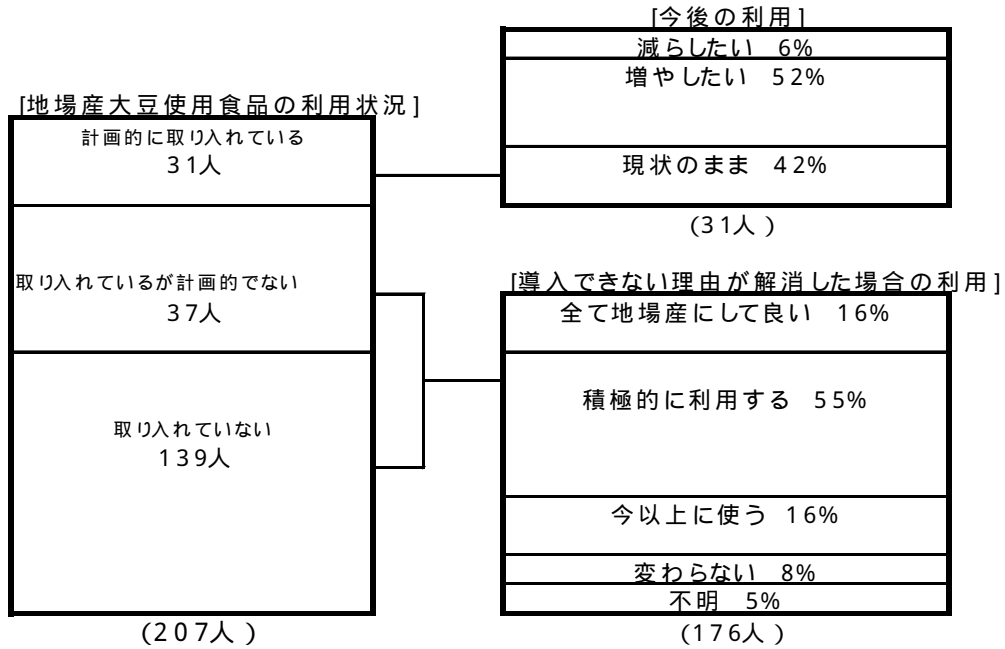 [地場産大豆使用食品の利用状況]
計画的に取り入れている
31人
取り入れているが計画的でない
37人
取り入れていない
139人
(207人)
[今後の利用]
減らしたい 6%
増やしたい 52%
現状のまま 42%
(31人)
[導入できない理由が解消した場合の利用]
全て地場産にして良い 16%
積極的に利用する 55%
今以上に使う 16%
変わらない 8%
不明 5%
(176人)